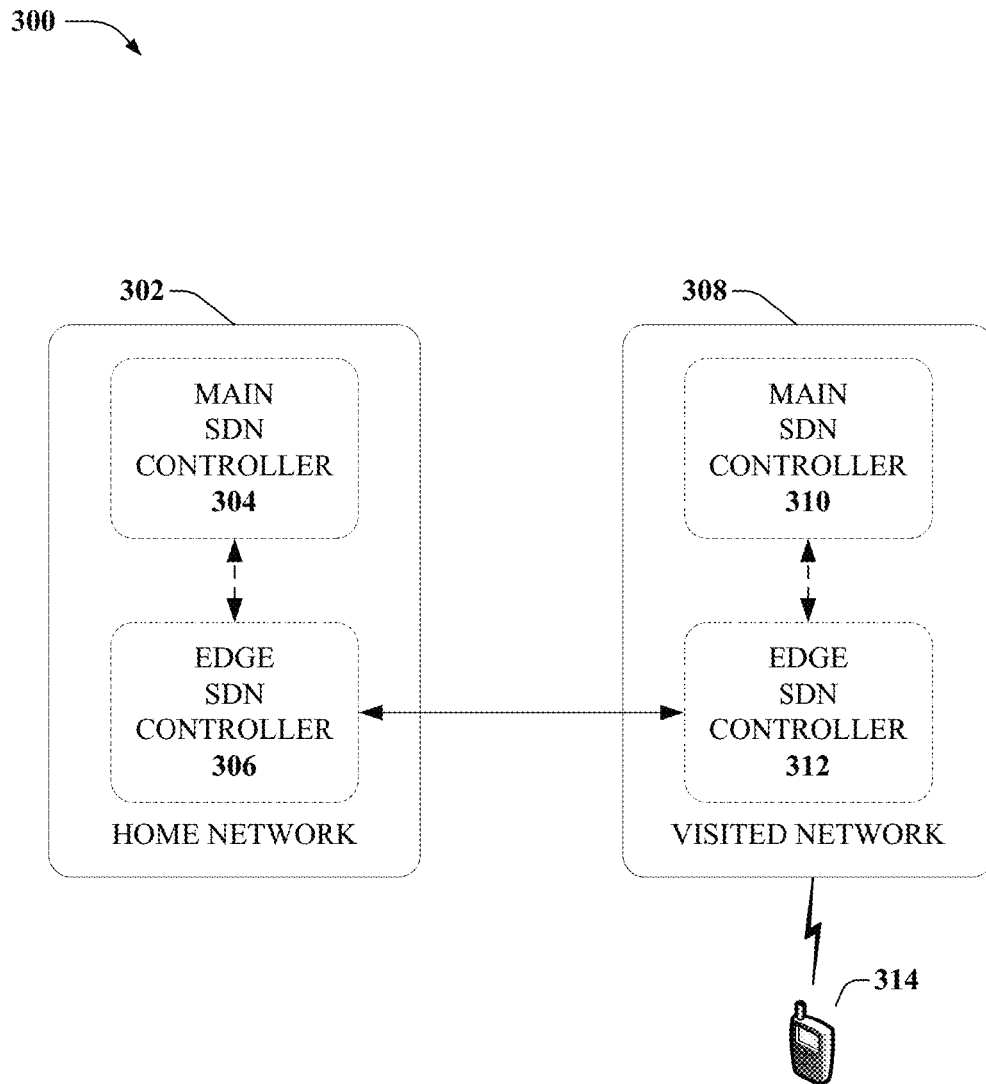 300
302
308
MAIN
SDN
CONTROLLER
304
MAIN
SDN
CONTROLLER
310
EDGE
SDN
CONTROLLER
306
EDGE
SDN
CONTROLLER
312
HOME NETWORK
VISITED NETWORK
314